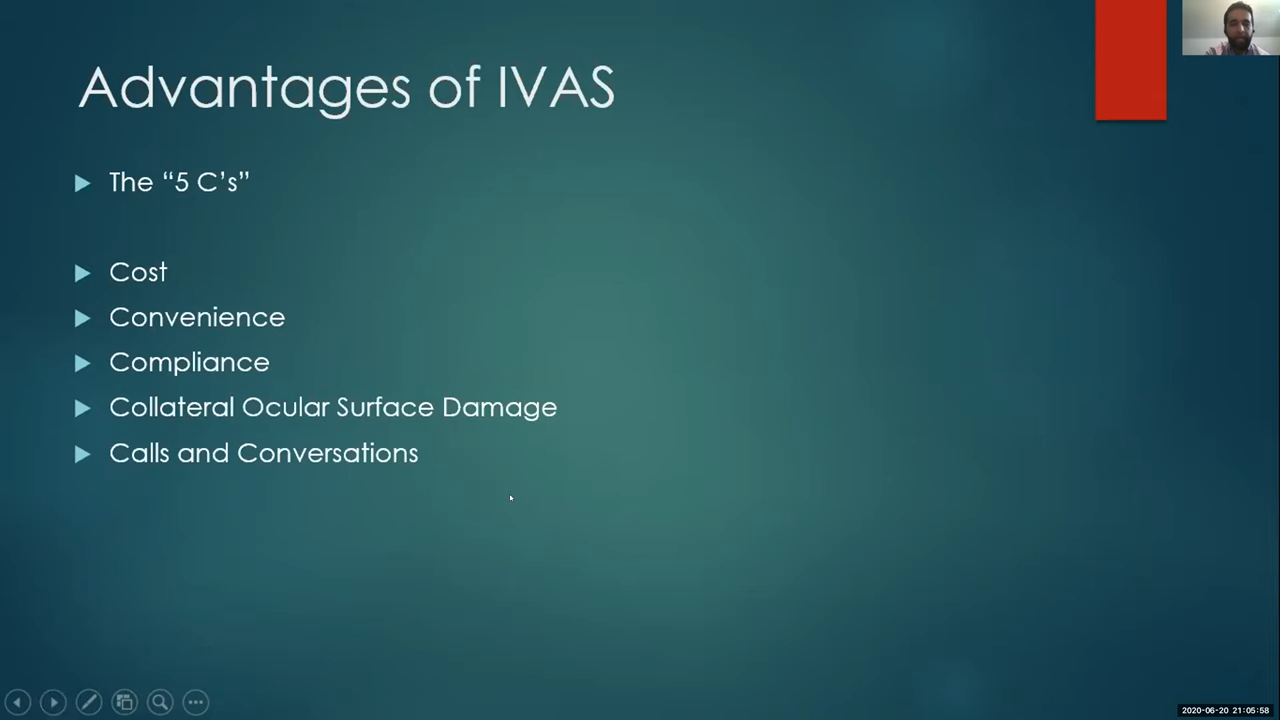 Advantages of IVAS
The “5 C’s”
Cost
Convenience
Compliance
Collateral Ocular Surface Damage
Calls and Conversations
2020-06-20 21:05:58